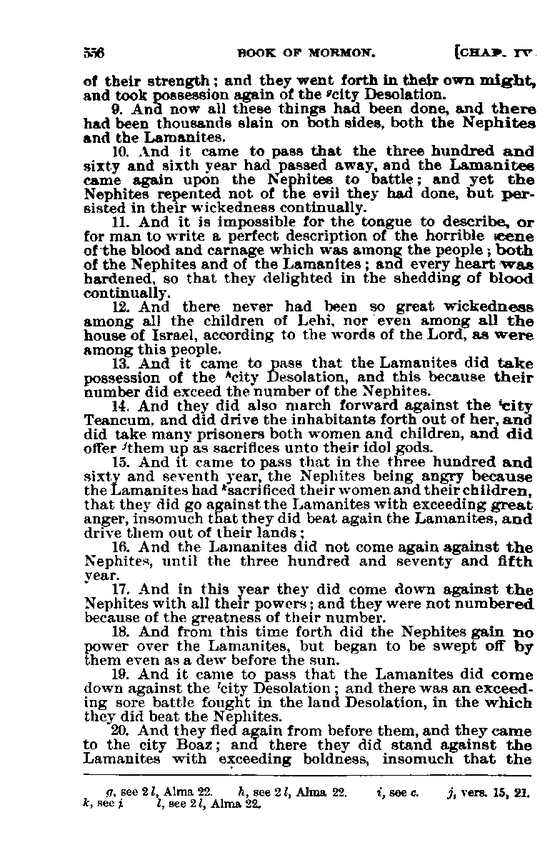 556 BOOK OF MORMON. [CHAP. IV.
of their strength; and they went forth in their own might,
and took possession again of the ᵍcity Desolation.
9. And now all these things had been done, and there
had been thousands slain on both sides, both the Nephites
and the Lamanites.
10. And it came to pass that the three hundred and
sixty and sixth year had passed away, and the Lamanites
came again upon the Nephites to battle; and yet the
Nephites repented not of the evil they had done, but per-
sisted in their wickedness continually.
11. And it is impossible for the tongue to describe, or
for man to write a perfect description of the horrible scene
of the blood and carnage which was among the people; both
of the Nephites and of the Lamanites; and every heart was
hardened, so that they delighted in the shedding of blood
continually.
12. And there never had been so great wickedness
among all the children of Lehi, nor even among all the
house of Israel, according to the words of the Lord, as were
among this people.
13. And it came to pass that the Lamanites did take
possession of the ʰcity Desolation, and this because their
number did exceed the number of the Nephites.
14. And they did also march forward against the ⁱcity
Teancum, and did drive the inhabitants forth out of her, and
did take many prisoners both women and children, and did
offer ʲthem up as sacrifices unto their idol gods.
15. And it came to pass that in the three hundred and
sixty and seventh year, the Nephites being angry because
the Lamanites had ᵏsacrificed their women and their children,
that they did go against the Lamanites with exceeding great
anger, insomuch that they did beat again the Lamanites, and
drive them out of their lands;
16. And the Lamanites did not come again against the
Nephites, until the three hundred and seventy and fifth
year.
17. And in this year they did come down against the
Nephites with all their powers; and they were not numbered
because of the greatness of their number.
18. And from this time forth did the Nephites gain no
power over the Lamanites, but began to be swept off by
them even as a dew before the sun.
19. And it came to pass that the Lamanites did come
down against the ˡcity Desolation; and there was an exceed-
ing sore battle fought in the land Desolation, in the which
they did beat the Nephites.
20. And they fled again from before them, and they came
to the city Boaz; and there they did stand against the
Lamanites with exceeding boldness, insomuch that the
g, see 2 l, Alma 22. h, see 2 l, Alma 22. i, see c. j, vers. 15, 21.
k, see j. l, see 2 l, Alma 22.